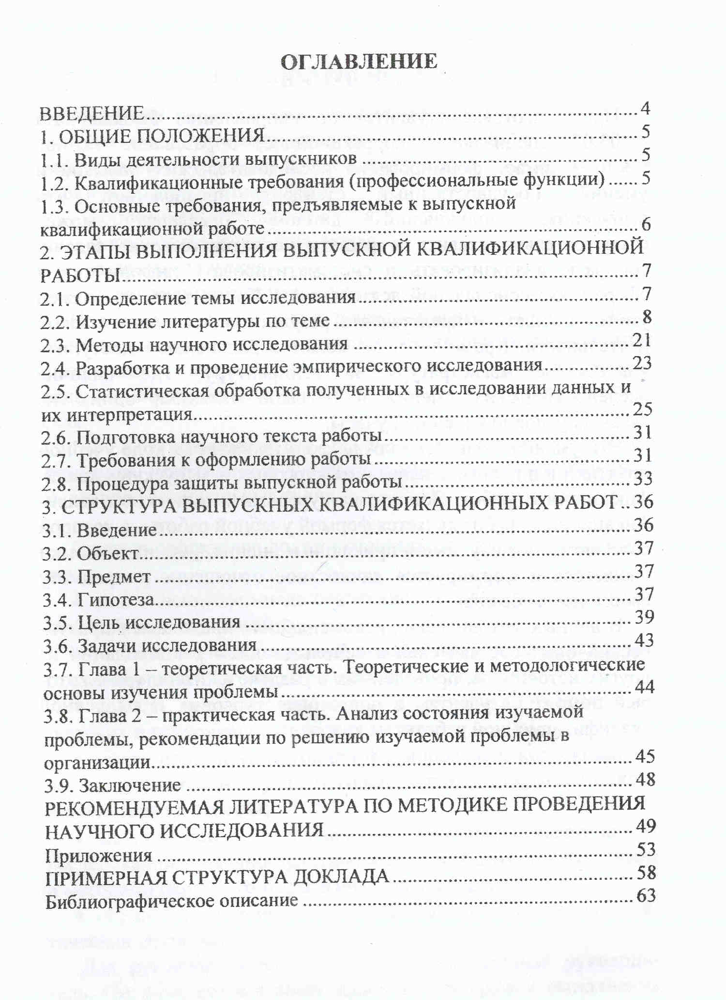 ОГЛАВЛЕНИЕ
ВВЕДЕНИЕ.......................................................................................4
1. ОБЩИЕ ПОЛОЖЕНИЯ..................................................................5
1.1. Виды деятельности выпускников ................................................5
1.2. Квалификационные требования (профессиональные функции) ......5
1.3. Основные требования, предъявляемые к выпускной
квалификационной работе..................................................................6
2. ЭТАПЫ ВЫПОЛНЕНИЯ ВЫПУСКНОЙ КВАЛИФИКАЦИОННОЙ
РАБОТЫ...........................................................................................7
2.1. Определение темы исследования..................................................7
2.2. Изучение литературы по теме ......................................................8
2.3. Методы научного исследования .................................................21
2.4. Разработка и проведение эмпирического исследования................23
2.5. Статистическая обработка полученных в исследовании данных и
их интерпретация.............................................................................25
2.6. Подготовка научного текста работы............................................31
2.7. Требования к оформлению работы..............................................31
2.8. Процедура защиты выпускной работы ........................................33
3. СТРУКТУРА ВЫПУСКНЫХ КВАЛИФИКАЦИОННЫХ РАБОТ .. 36
3.1. Введение...................................................................................36
3.2. Объект......................................................................................37
3.3. Предмет ...................................................................................37
3.4. Гипотеза...................................................................................37
3.5. Цель исследования ....................................................................39
3.6. Задачи исследования .................................................................43
3.7. Глава 1 – теоретическая часть. Теоретические и методологические
основы изучения проблемы..............................................................44
3.8. Глава 2 – практическая часть. Анализ состояния изучаемой
проблемы, рекомендации по решению изучаемой проблемы в
организации....................................................................................45
3.9. Заключение ..............................................................................48
РЕКОМЕНДУЕМАЯ ЛИТЕРАТУРА ПО МЕТОДИКЕ ПРОВЕДЕНИЯ
НАУЧНОГО ИССЛЕДОВАНИЯ......................................................49
Приложения ...................................................................................53
ПРИМЕРНАЯ СТРУКТУРА ДОКЛАДА...........................................58
Библиографическое описание ..........................................................63